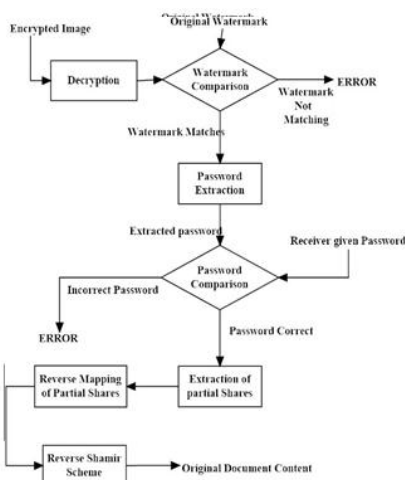 Original Watermark
Original Watermark
Encrypted Image
Decryption
Watermark
Comparison
ERROR
Watermark
Not
Matching
Watermark Matches
Password
Extraction
Extracted password
Receiver given Password
Password
Comparison
Incorrect Password
ERROR
Password Correct
Reverse Mapping
of Partial Shares
Extraction of
partial Shares
Reverse Shamir
Scheme
Original Document Content